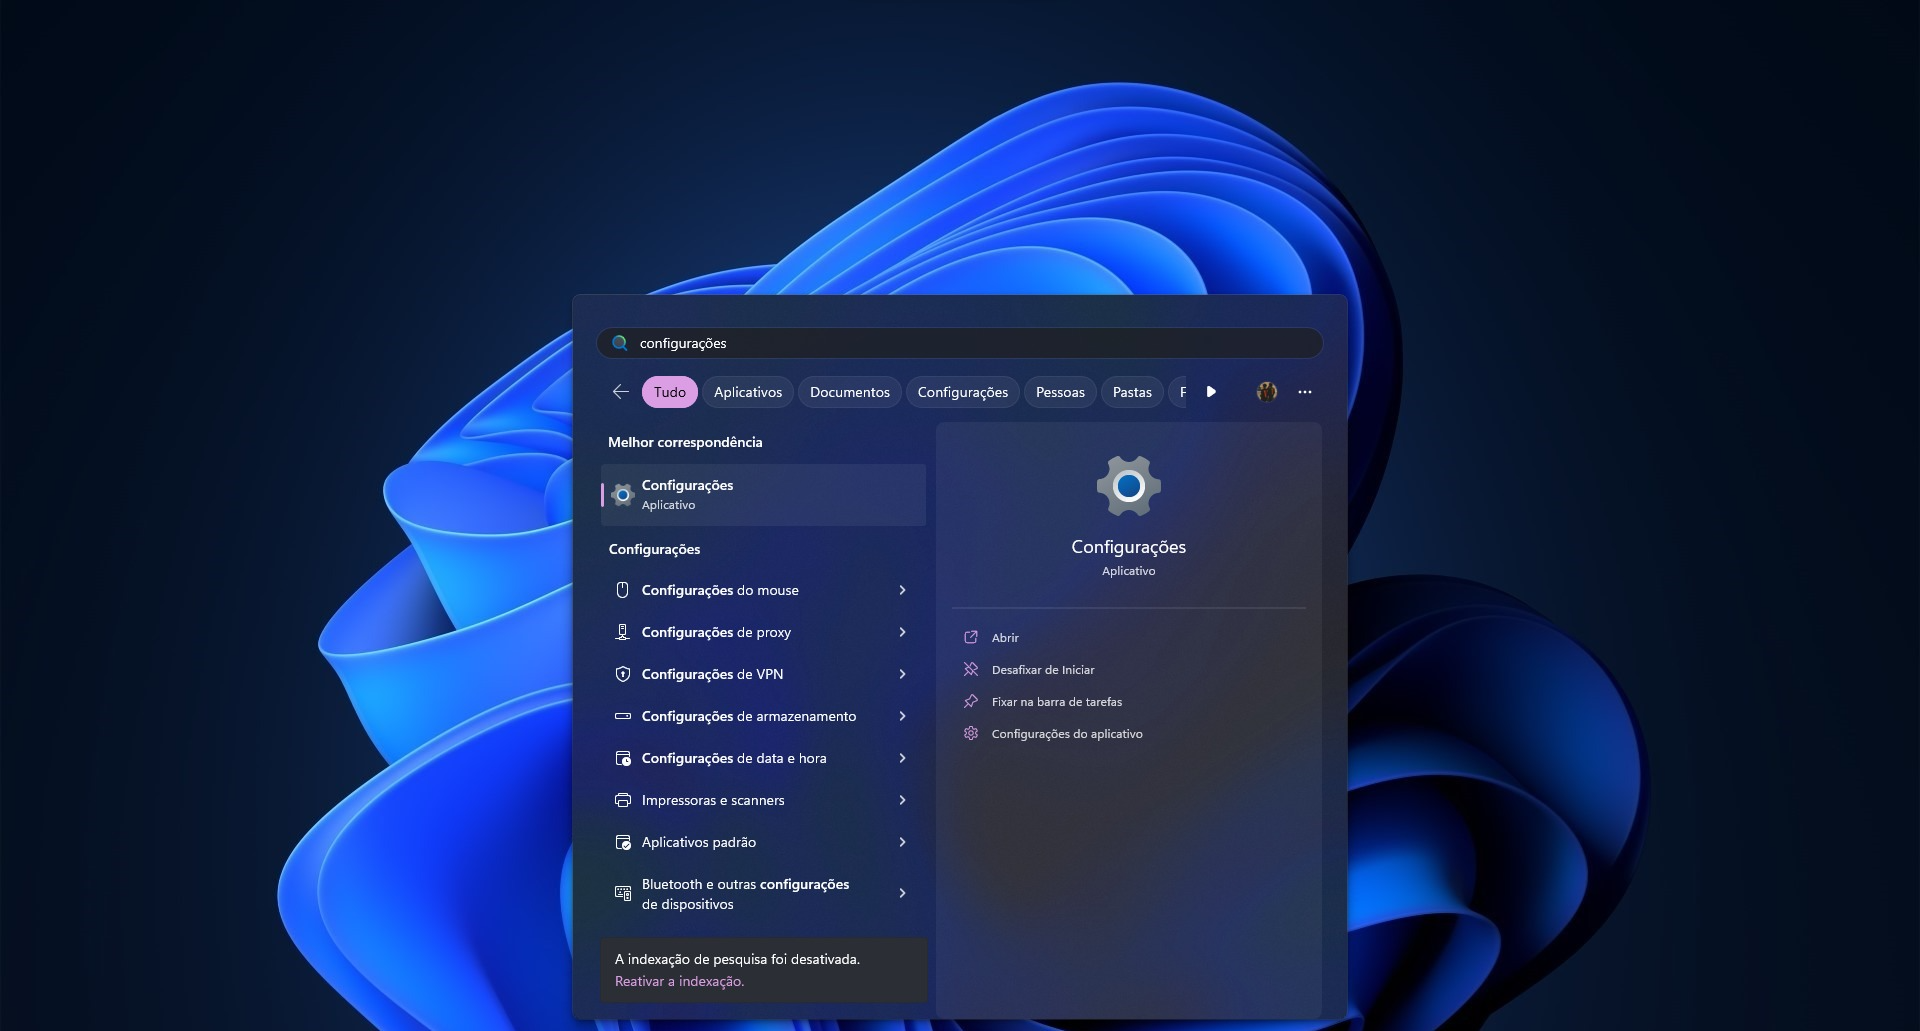 configurações
Tudo
Aplicativos
Documentos
Configurações
Pessoas
Pastas
Melhor correspondência
Configurações
Aplicativo
Configurações
Configurações do mouse
Configurações de proxy
Configurações de VPN
Configurações de armazenamento
Configurações de data e hora
Impressoras e scanners
Aplicativos padrão
Bluetooth e outras configurações
de dispositivos
A indexação de pesquisa foi desativada.
Reativar a indexação.
Configurações
Aplicativo
Abrir
Desafixar de Iniciar
Fixar na barra de tarefas
Configurações do aplicativo